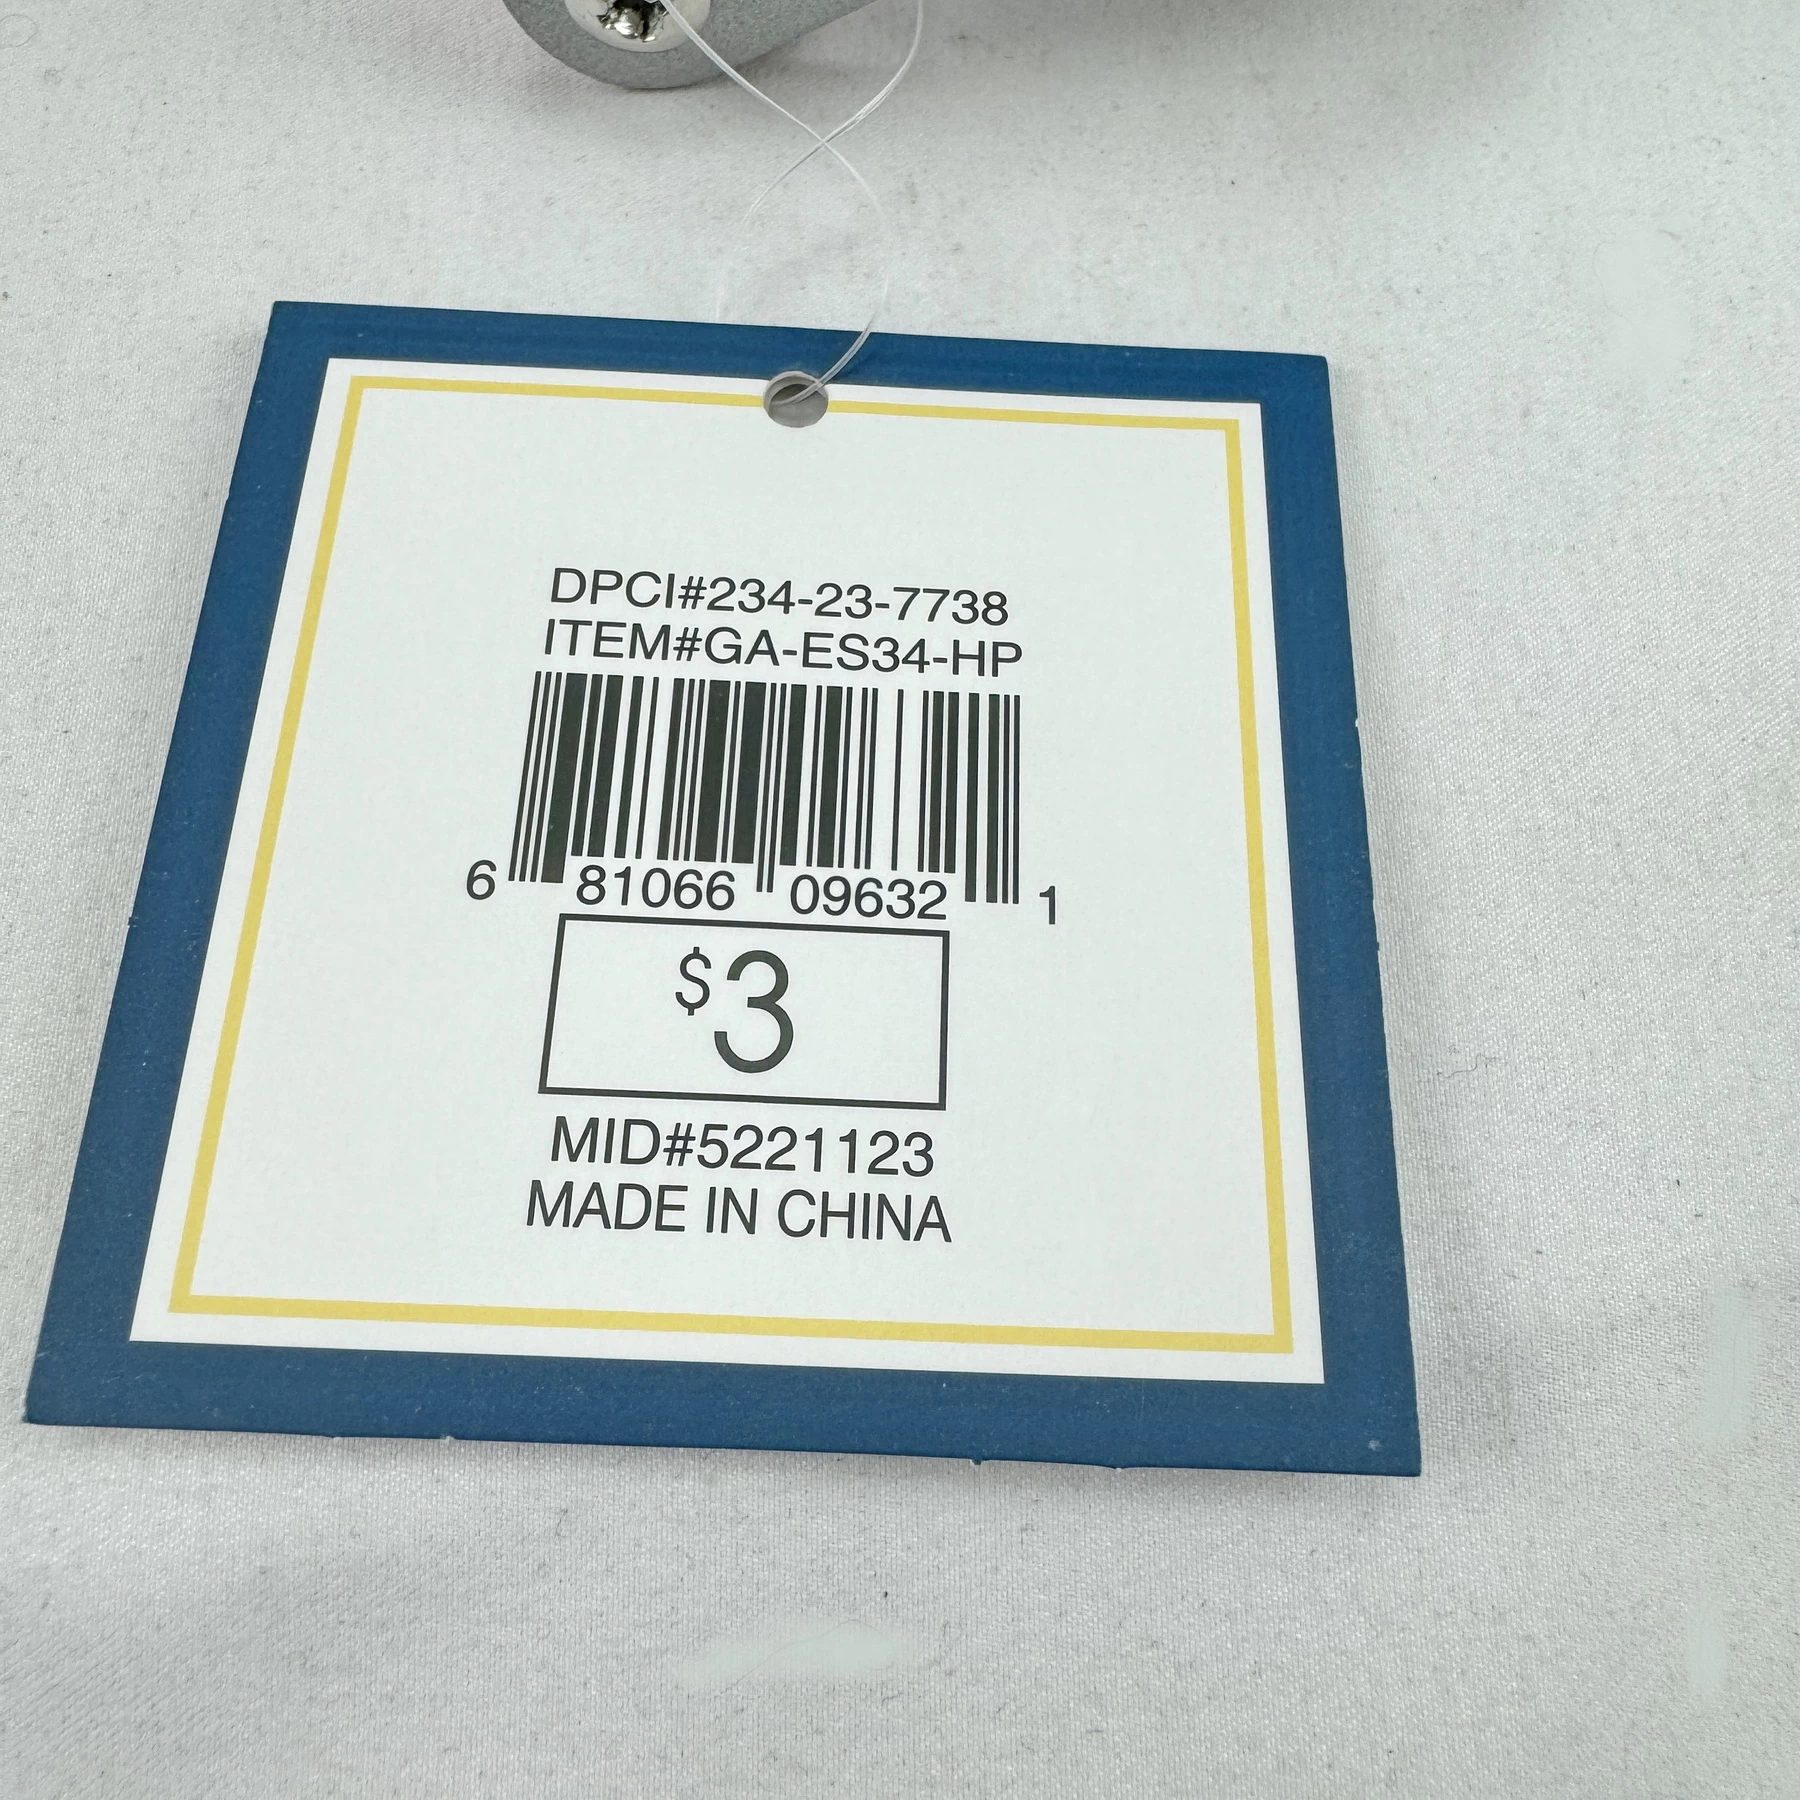 DPCI#234-23-7738
ITEM#GA-ES34-HP
6 81066 09632 1
$3
MID#5221123
MADE IN CHINA